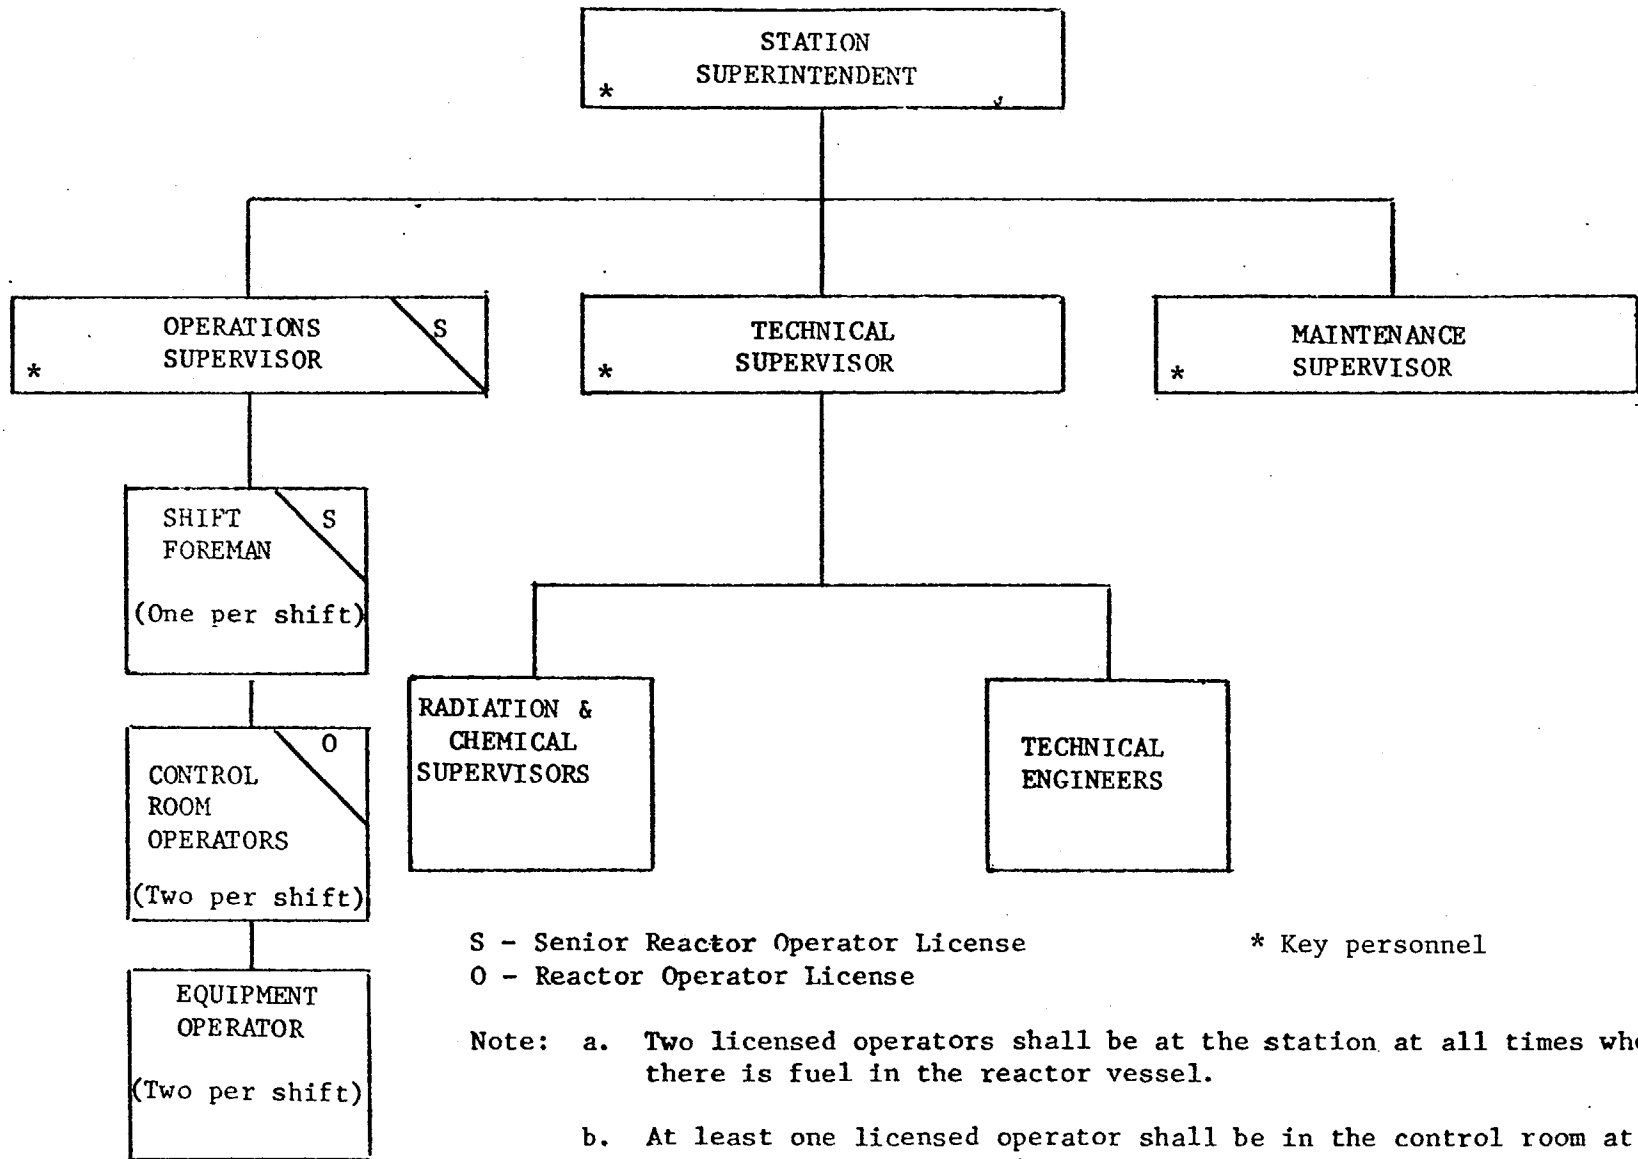 STATION
SUPERINTENDENT
*
OPERATIONS
SUPERVISOR
S
*
TECHNICAL
SUPERVISOR
*
MAINTENANCE
SUPERVISOR
*
SHIFT
FOREMAN
S
(One per shift)
O
CONTROL
ROOM
OPERATORS
(Two per shift)
EQUIPMENT
OPERATOR
(Two per shift)
RADIATION &
CHEMICAL
SUPERVISORS
TECHNICAL
ENGINEERS
S - Senior Reactor Operator License
O - Reactor Operator License
* Key personnel
Note: a. Two licensed operators shall be at the station at all times
there is fuel in the reactor vessel.
b. At least one licensed operator shall be in the control room at